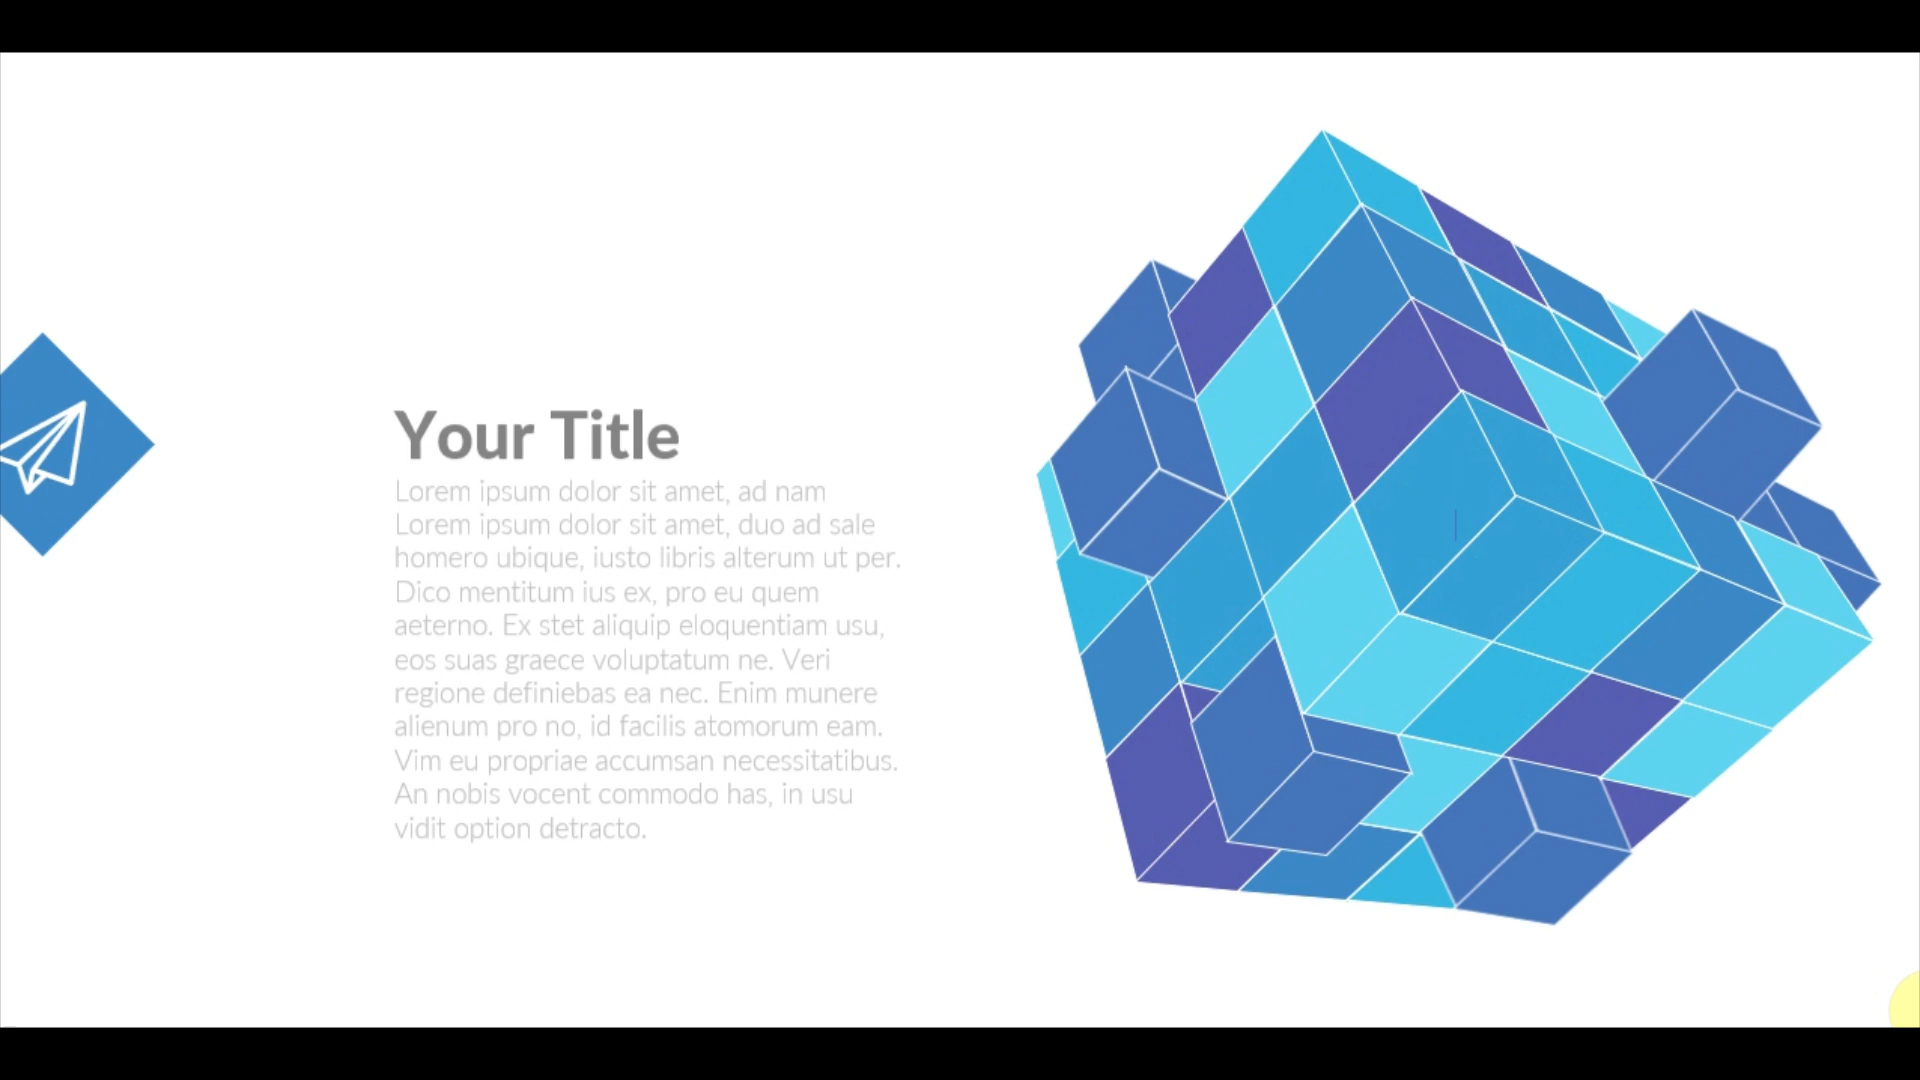 Your Title
Lorem ipsum dolor sit amet, ad nam
Lorem ipsum dolor sit amet, duo ad sale
homero ubique, iusto libris alterum ut per.
Dico mentitum ius ex, pro eu quem
aeterno. Ex stet aliquip eloquentiam usu,
eos suas graece voluptatum ne. Veri
regione definiebas ea nec. Enim munere
alienum pro no, id facilis atomorum eam.
Vim eu propriae accumsan necessitatibus.
An nobis vocent commodo has, in usu
vidit option detracto.